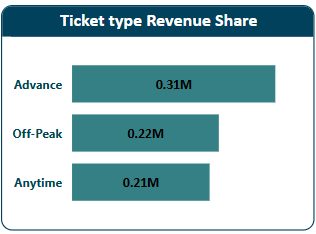 Ticket type Revenue Share
Advance 0.31M
Off-Peak 0.22M
Anytime 0.21M